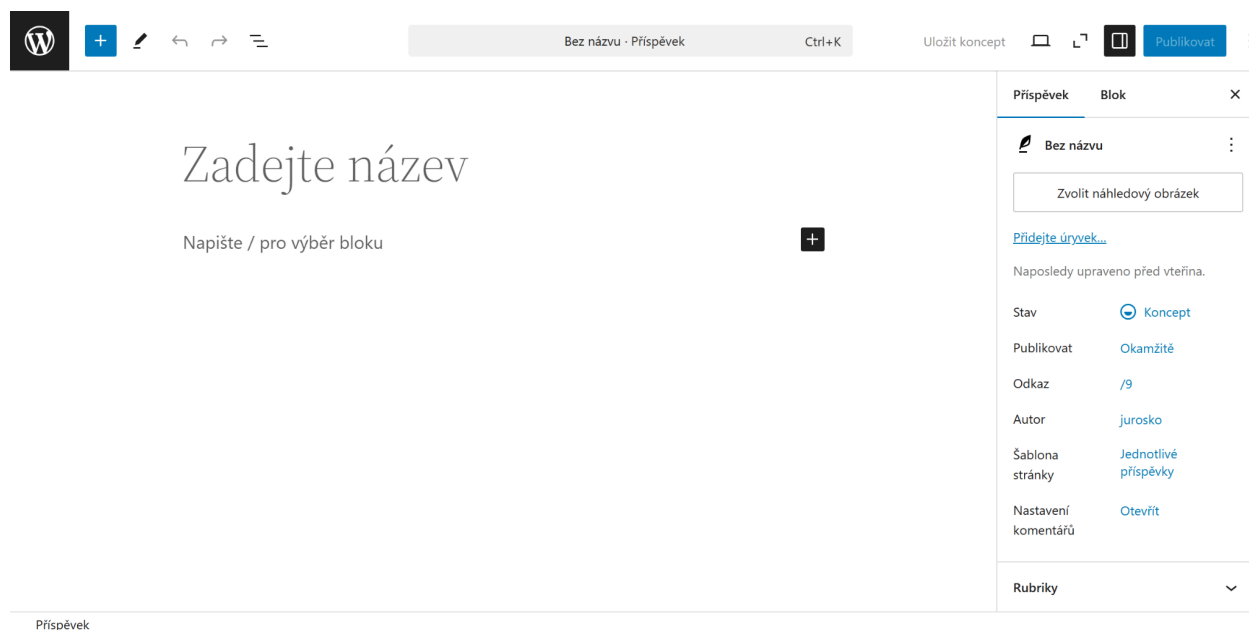 Bez názvu · Příspěvek
Ctrl+K
Uložit koncept
Publikovat
Příspěvek
Blok
Zadejte název
Napište / pro výběr bloku
Bez názvu
Zvolit náhledový obrázek
Přidejte úryvek...
Naposledy upraveno před vteřina.
Stav
Koncept
Publikovat
Okamžitě
Odkaz
/9
Autor
jurosko
Šablona
stránky
Jednotlivé
příspěvky
Nastavení
komentářů
Otevřít
Rubriky
Příspěvek